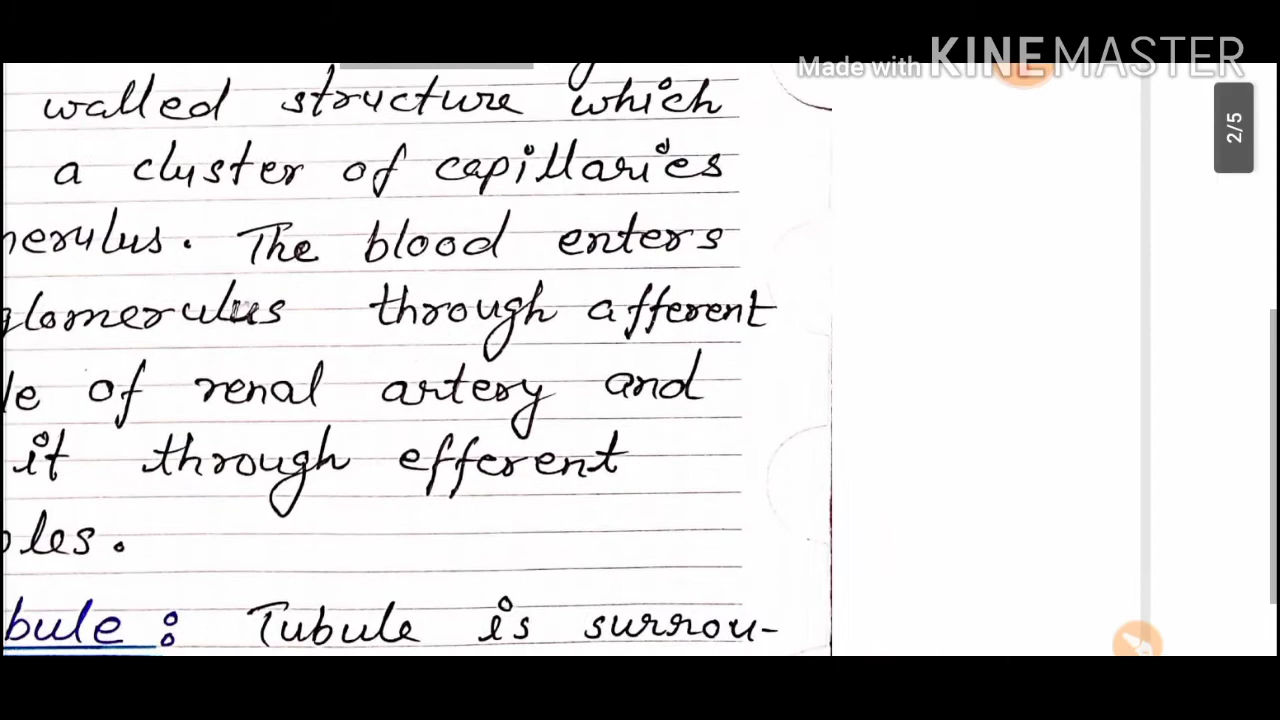 Made with KINEMASTER
2/5
walled structure which
a cluster of capillaries
nerulus. The blood enters
glomerulus through afferent
le of renal artery and
it through efferent
oles.
bule : Tubule is surrou-